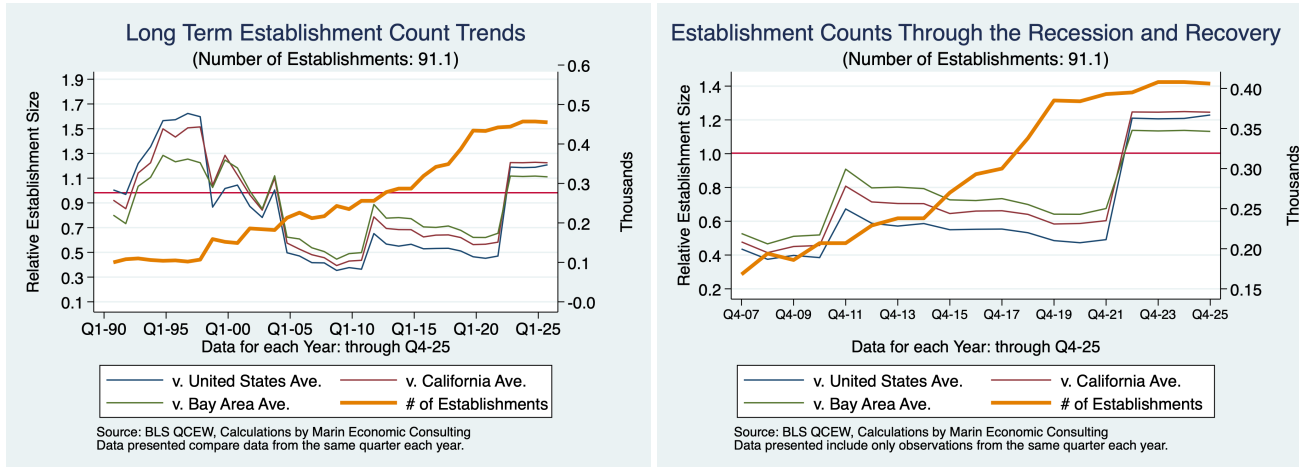 Long Term Establishment Count Trends
(Number of Establishments: 91.1)
Relative Establishment Size
1.9
1.7
1.5
1.3
1.1
0.9
0.7
0.5
0.3
0.1
0.6
0.5
0.4
0.3
0.2
0.1
-0.0
Thousands
Q1-90 Q1-95 Q1-00 Q1-05 Q1-10 Q1-15 Q1-20 Q1-25
Data for each Year: through Q4-25
v. United States Ave. v. California Ave.
v. Bay Area Ave. # of Establishments
Source: BLS QCEW, Calculations by Marin Economic Consulting
Data presented compare data from the same quarter each year.
Establishment Counts Through the Recession and Recovery
(Number of Establishments: 91.1)
Relative Establishment Size
1.4
1.2
1.0
0.8
0.6
0.4
0.2
0.40
0.35
0.30
0.25
0.20
0.15
Thousands
Q4-07 Q4-09 Q4-11 Q4-13 Q4-15 Q4-17 Q4-19 Q4-21 Q4-23 Q4-25
Data for each Year: through Q4-25
v. United States Ave. v. California Ave.
v. Bay Area Ave. # of Establishments
Source: BLS QCEW, Calculations by Marin Economic Consulting
Data presented include only observations from the same quarter each year.